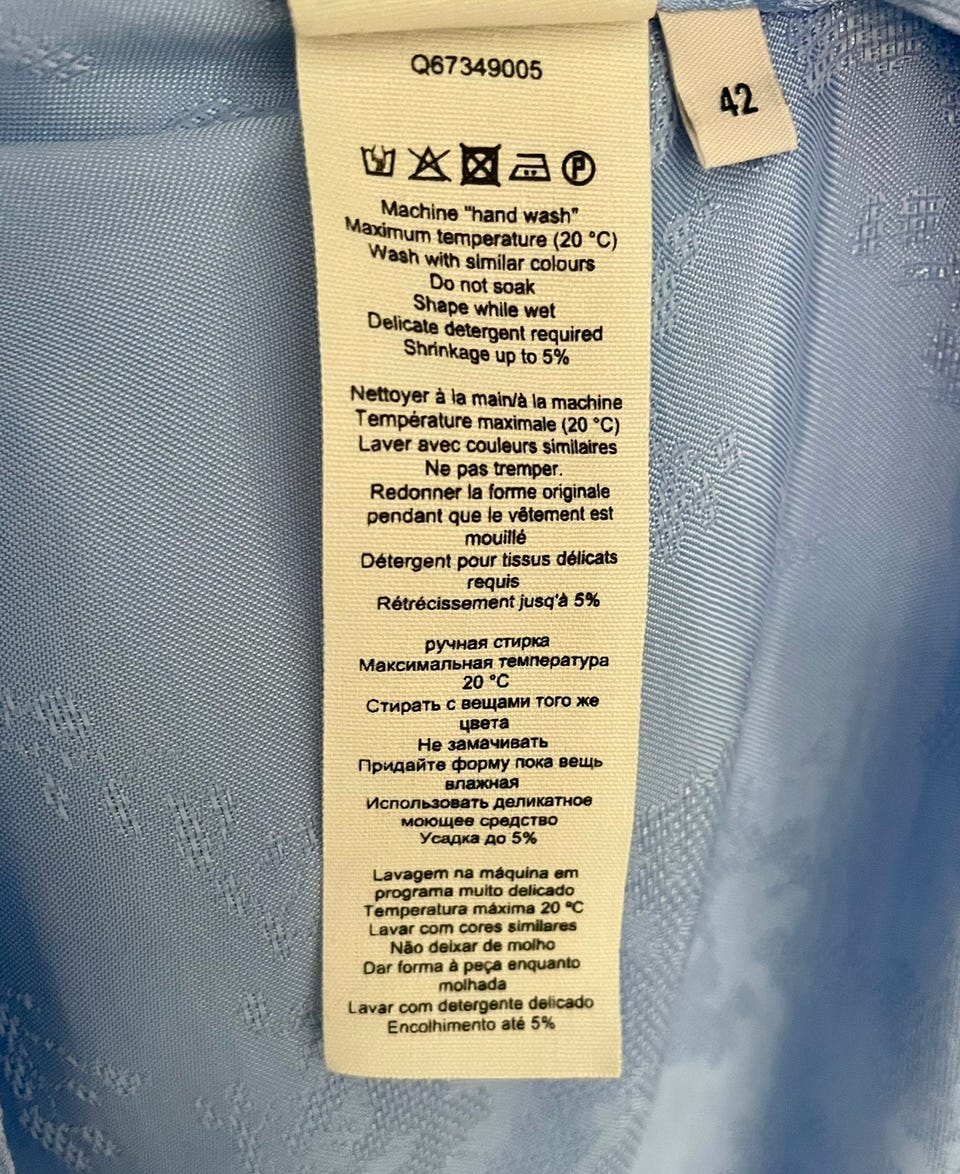 Q67349005
42
P
Machine "hand wash"
Maximum temperature (20 °C)
Wash with similar colours
Do not soak
Shape while wet
Delicate detergent required
Shrinkage up to 5%
Nettoyer à la main/à la machine
Température maximale (20 °C)
Laver avec couleurs similaires
Ne pas tremper.
Redonner la forme originale
pendant que le vêtement est
mouillé
Détergent pour tissus délicats
requis
Rétrécissement jusq'à 5%
ручная стирка
Максимальная температура
20 °C
Стирать с вещами того же
цвета
Не замачивать
Придайте форму пока вещь
влажная
Использовать деликатное
моющее средство
Усадка до 5%
Lavagem na máquina em
programa muito delicado
Temperatura máxima 20 ºC
Lavar com cores similares
Não deixar de molho
Dar forma à peça enquanto
molhada
Lavar com detergente delicado
Encolhimento até 5%